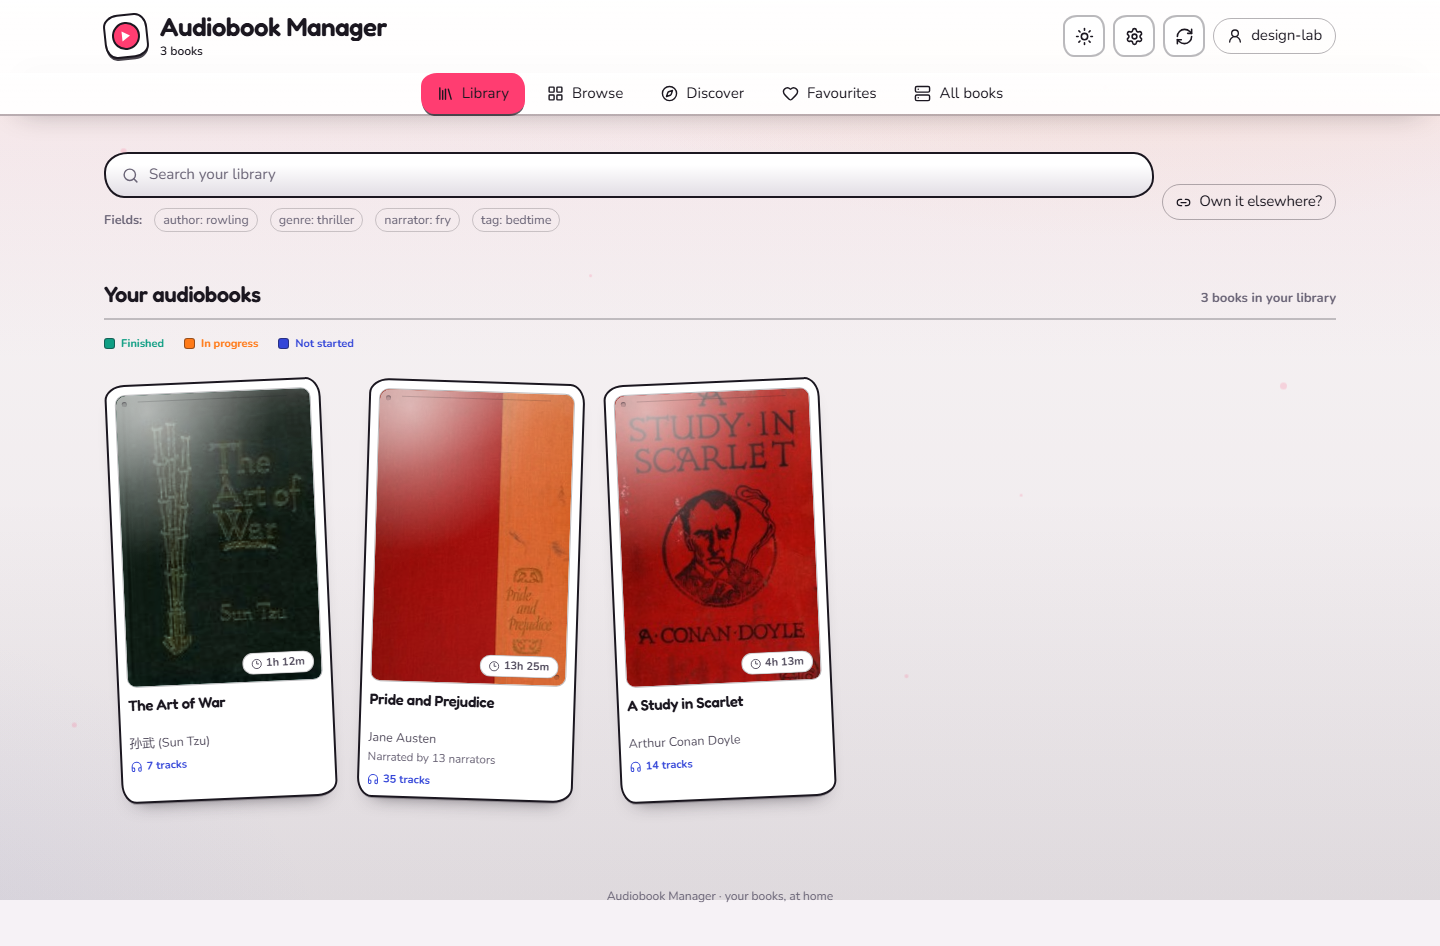 Audiobook Manager
3 books
design-lab
Library
Browse
Discover
Favourites
All books
Search your library
Own it elsewhere?
Fields:
author: rowling
genre: thriller
narrator: fry
tag: bedtime
Your audiobooks
3 books in your library
Finished
In progress
Not started
The
Art of
War
Sun Tzu
1h 12m
The Art of War
孙武 (Sun Tzu)
7 tracks
Pride
and
Prejudice
13h 25m
Pride and Prejudice
Jane Austen
Narrated by 13 narrators
35 tracks
A
STUDY·IN
SCARLET
A·CONAN·DOYLE
4h 13m
A Study in Scarlet
Arthur Conan Doyle
14 tracks
Audiobook Manager · your books, at home